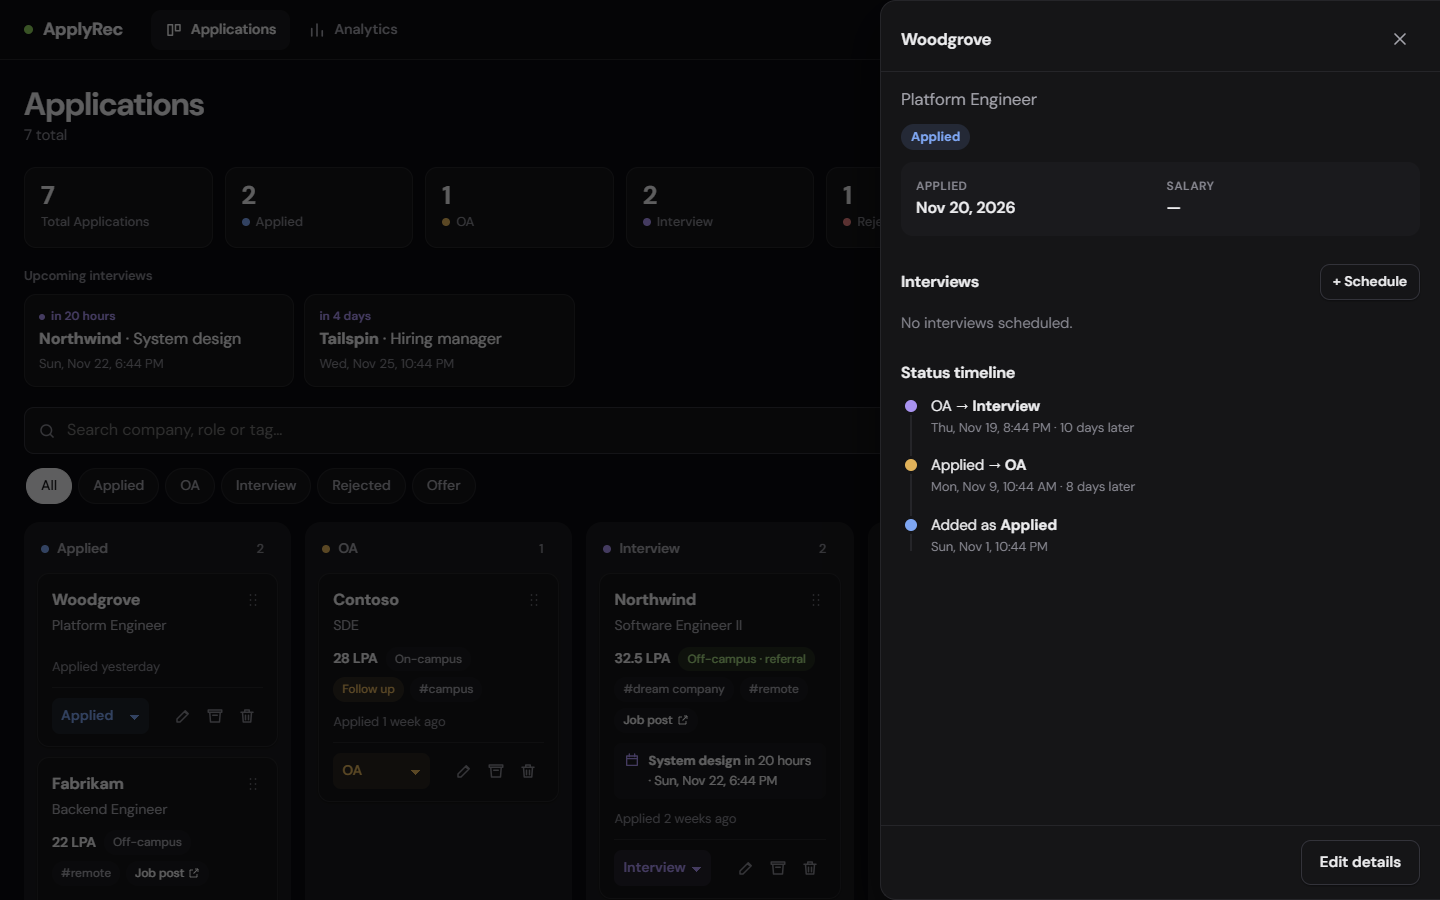 ApplyRec
Applications
Analytics
Applications
7 total
7
Total Applications
2
Applied
1
OA
2
Interview
1
Reje
Upcoming interviews
in 20 hours
Northwind · System design
Sun, Nov 22, 6:44 PM
in 4 days
Tailspin · Hiring manager
Wed, Nov 25, 10:44 PM
Search company, role or tag...
All
Applied
OA
Interview
Rejected
Offer
Applied 2
Woodgrove
Platform Engineer
Applied yesterday
Applied
Fabrikam
Backend Engineer
22 LPA Off-campus
#remote Job post
OA 1
Contoso
SDE
28 LPA On-campus
Follow up #campus
Applied 1 week ago
OA
Interview 2
Northwind
Software Engineer II
32.5 LPA Off-campus · referral
#dream company #remote
Job post
System design in 20 hours
· Sun, Nov 22, 6:44 PM
Applied 2 weeks ago
Interview
Woodgrove
Platform Engineer
Applied
APPLIED SALARY
Nov 20, 2026 —
Interviews
+ Schedule
No interviews scheduled.
Status timeline
OA → Interview
Thu, Nov 19, 8:44 PM · 10 days later
Applied → OA
Mon, Nov 9, 10:44 AM · 8 days later
Added as Applied
Sun, Nov 1, 10:44 PM
Edit details